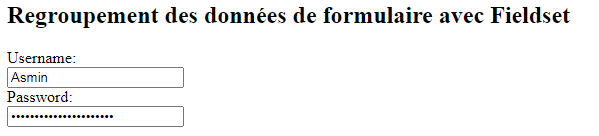 Regroupement des données de formulaire avec Fieldset
Username:
Asmin
Password:
••••••••••••••••••••••